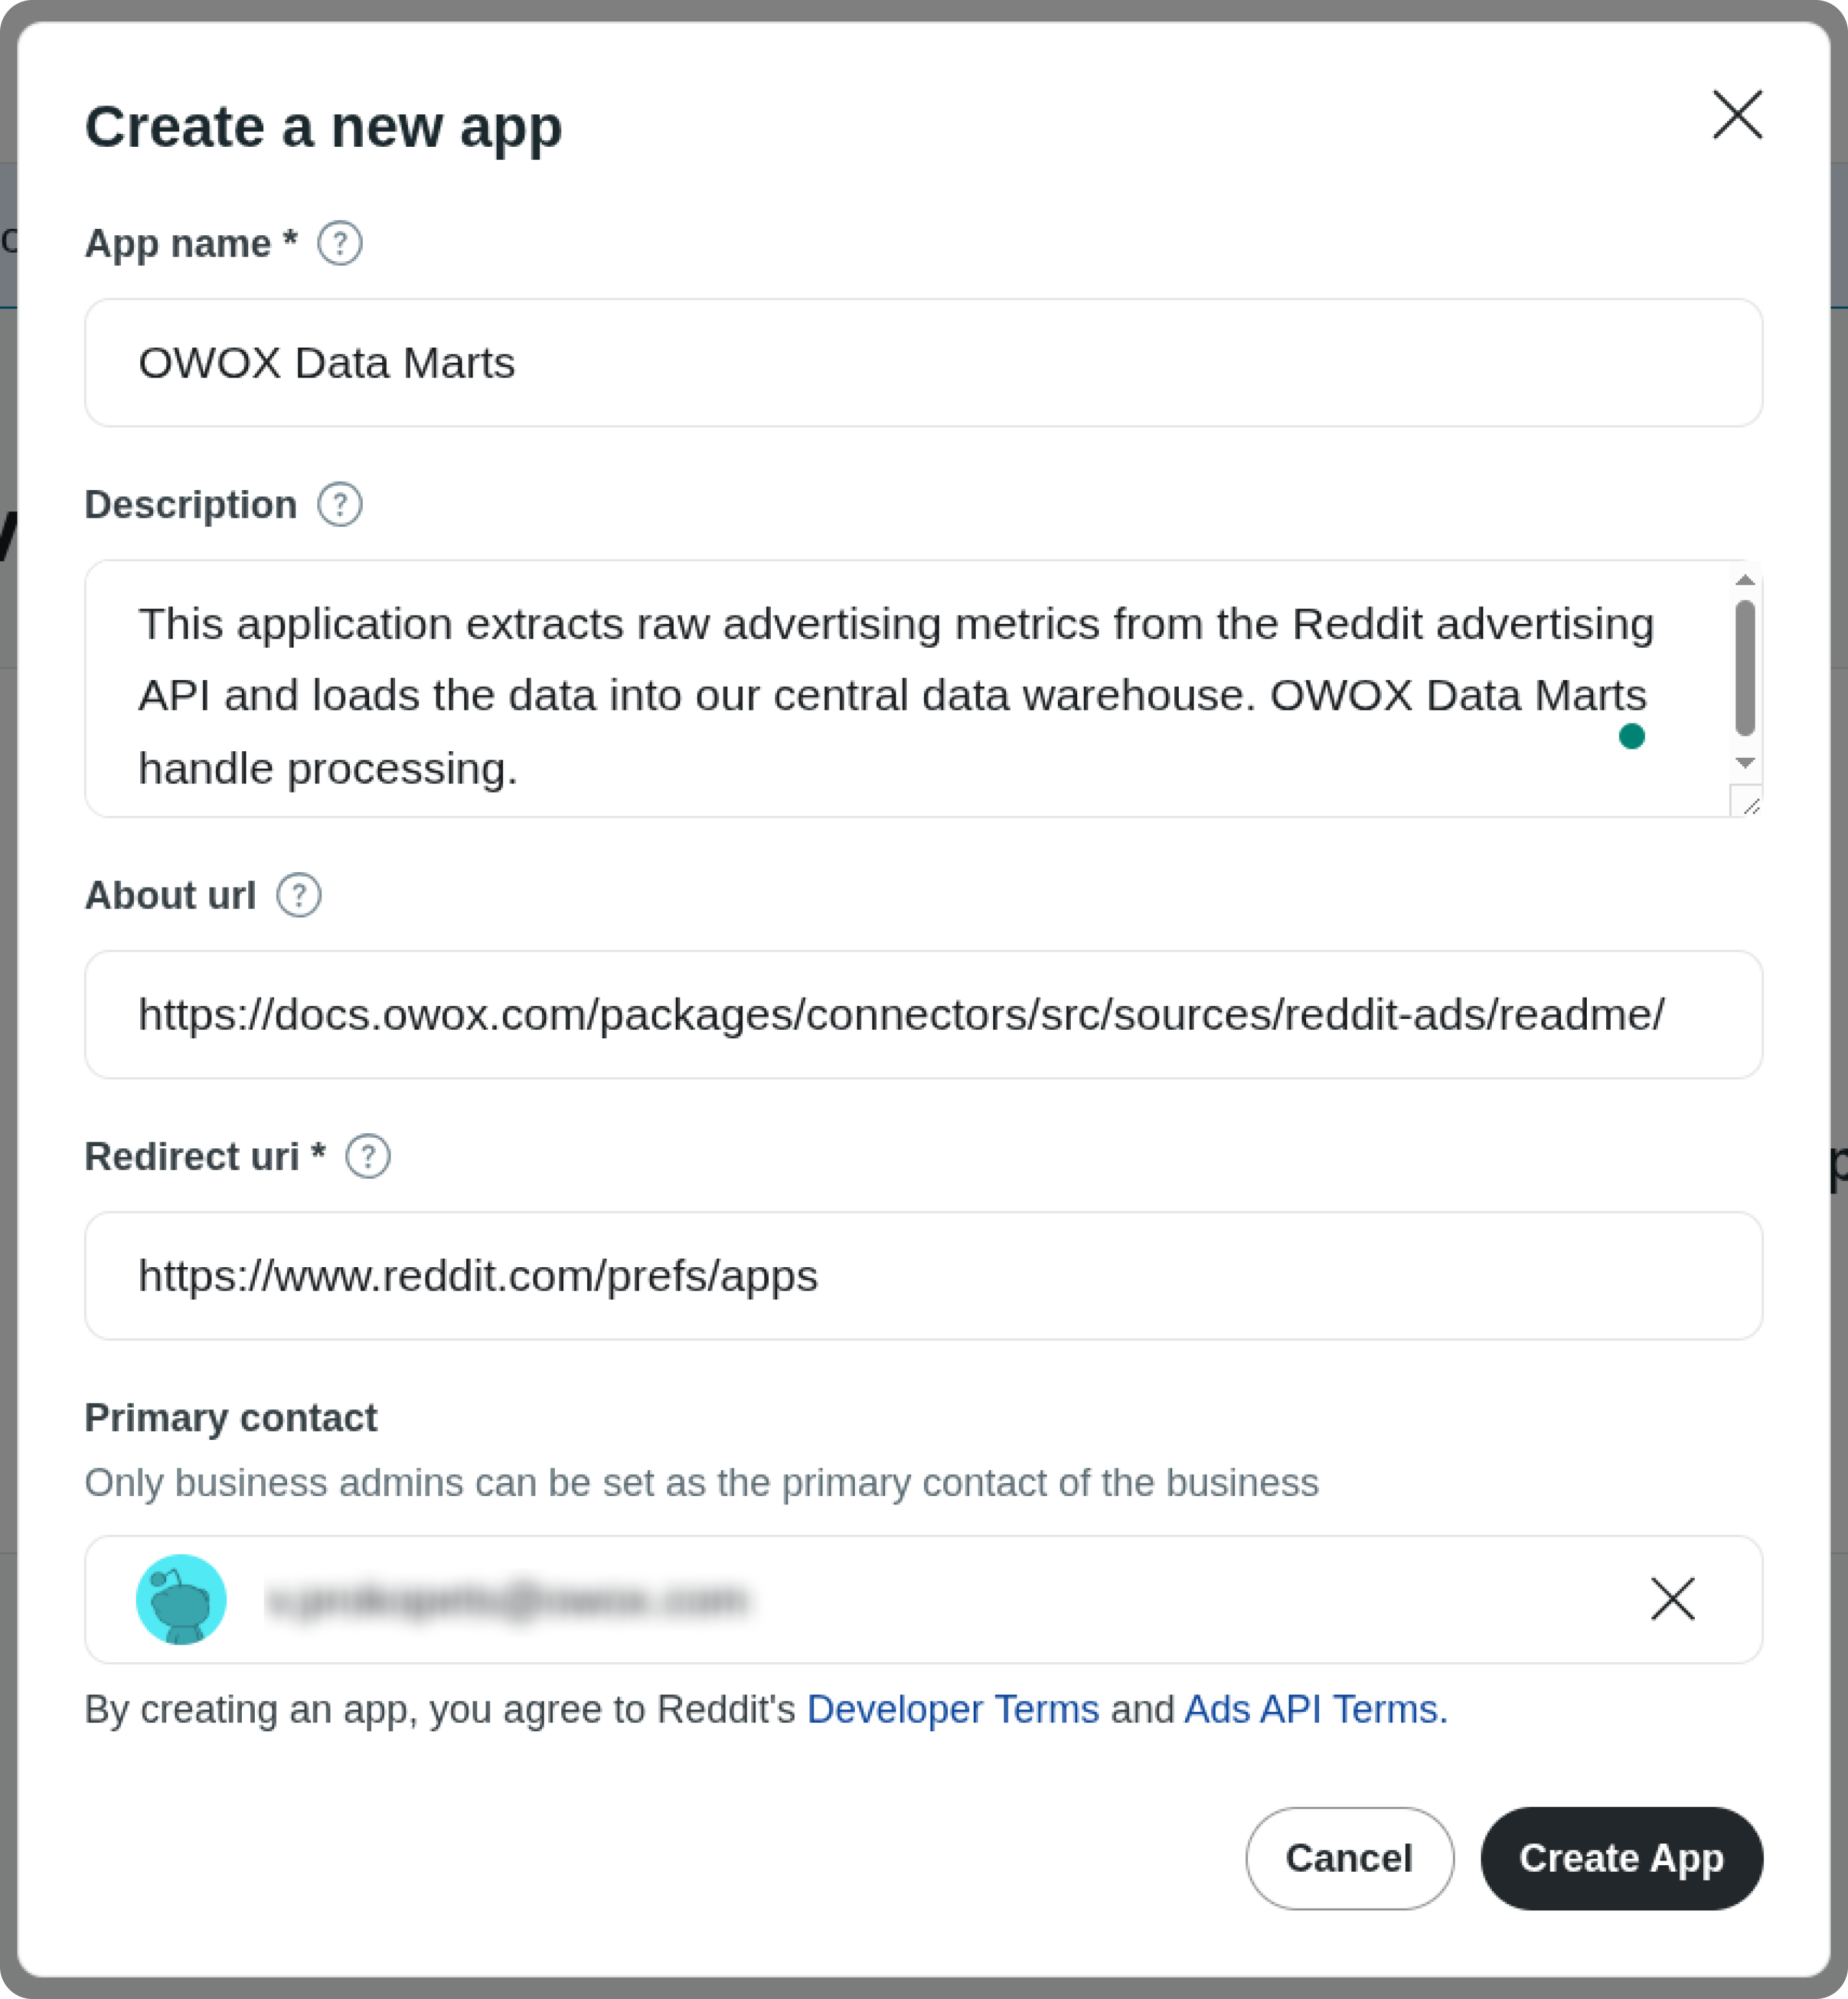 Create a new app
App name *
OWOX Data Marts
Description
This application extracts raw advertising metrics from the Reddit advertising
API and loads the data into our central data warehouse. OWOX Data Marts
handle processing.
About url
https://docs.owox.com/packages/connectors/src/sources/reddit-ads/readme/
Redirect uri *
https://www.reddit.com/prefs/apps
Primary contact
Only business admins can be set as the primary contact of the business
By creating an app, you agree to Reddit's Developer Terms and Ads API Terms.
Cancel
Create App